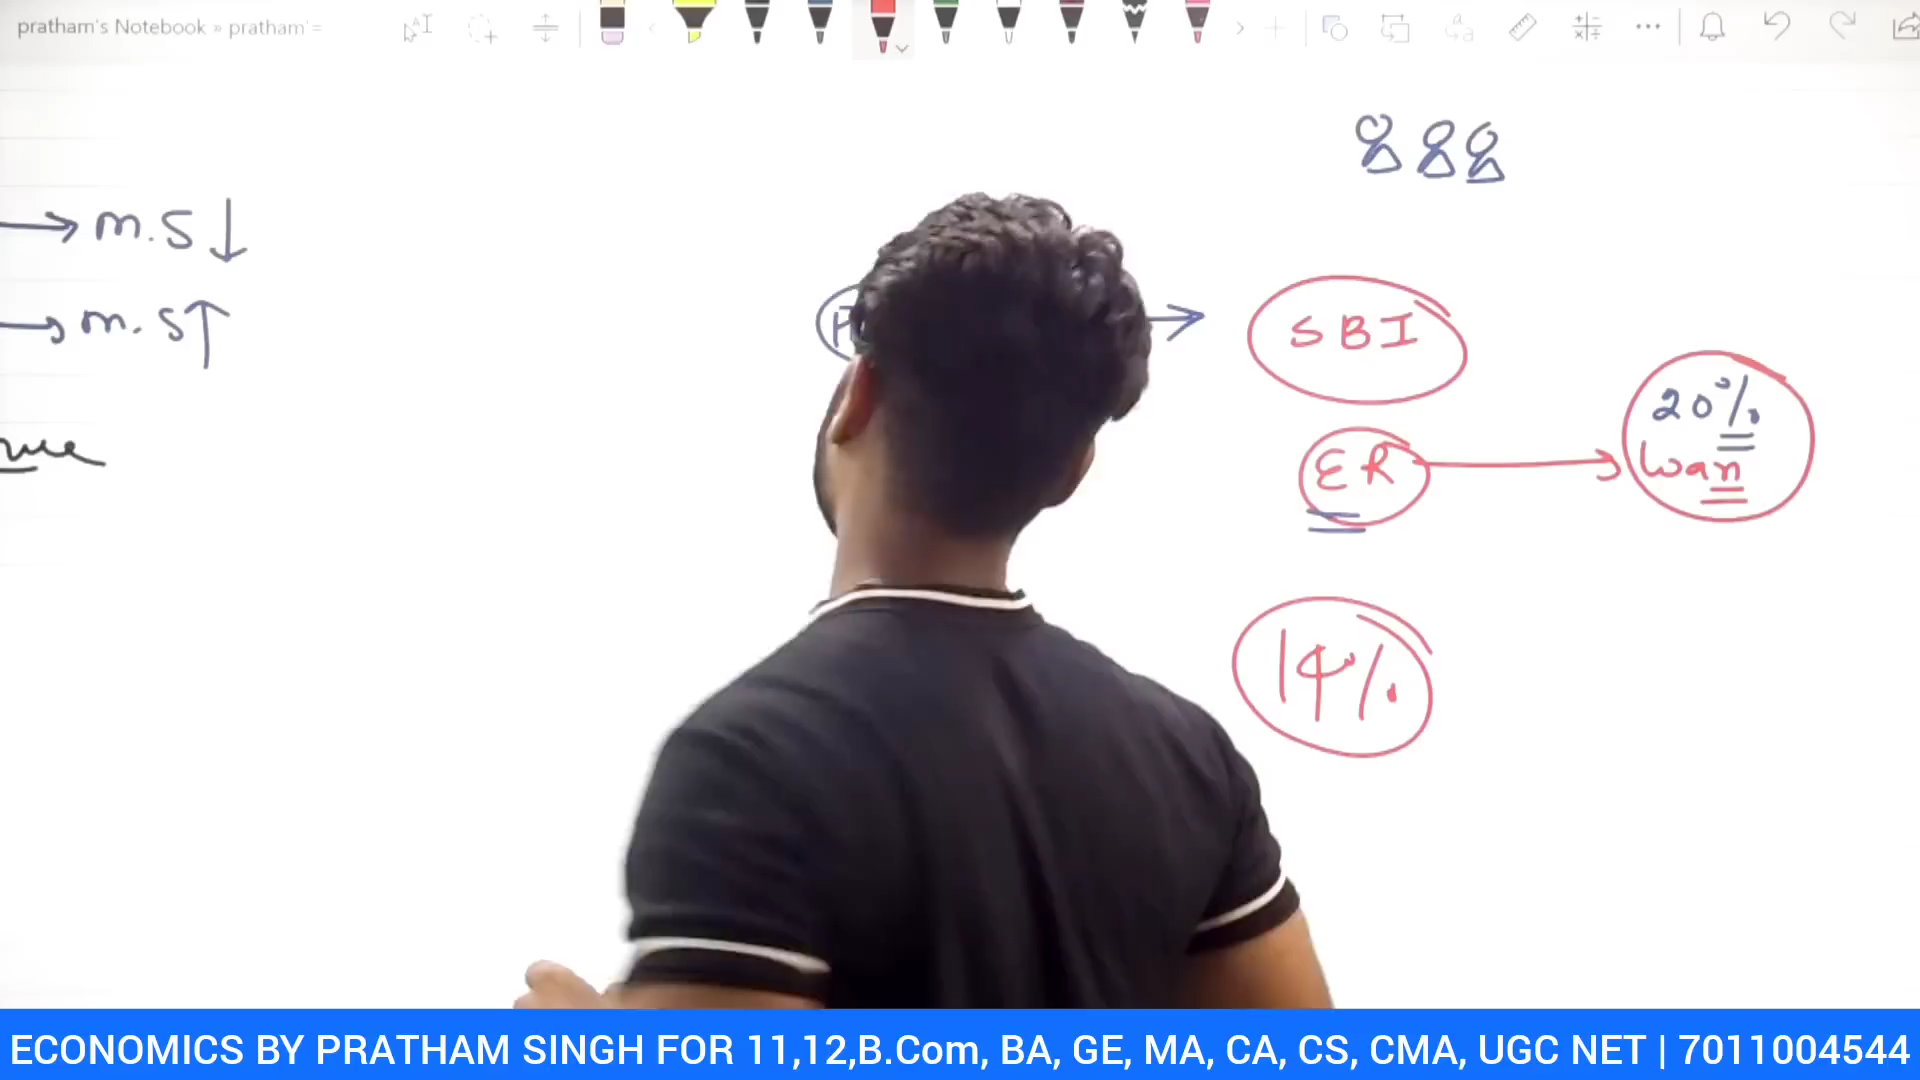 pratham's Notebook » pratham'=
→ m.S ↓
→ m.S ↑
SBI
ER → 20% Loan
14%
ECONOMICS BY PRATHAM SINGH FOR 11,12,B.Com, BA, GE, MA, CA, CS, CMA, UGC NET | 7011004544